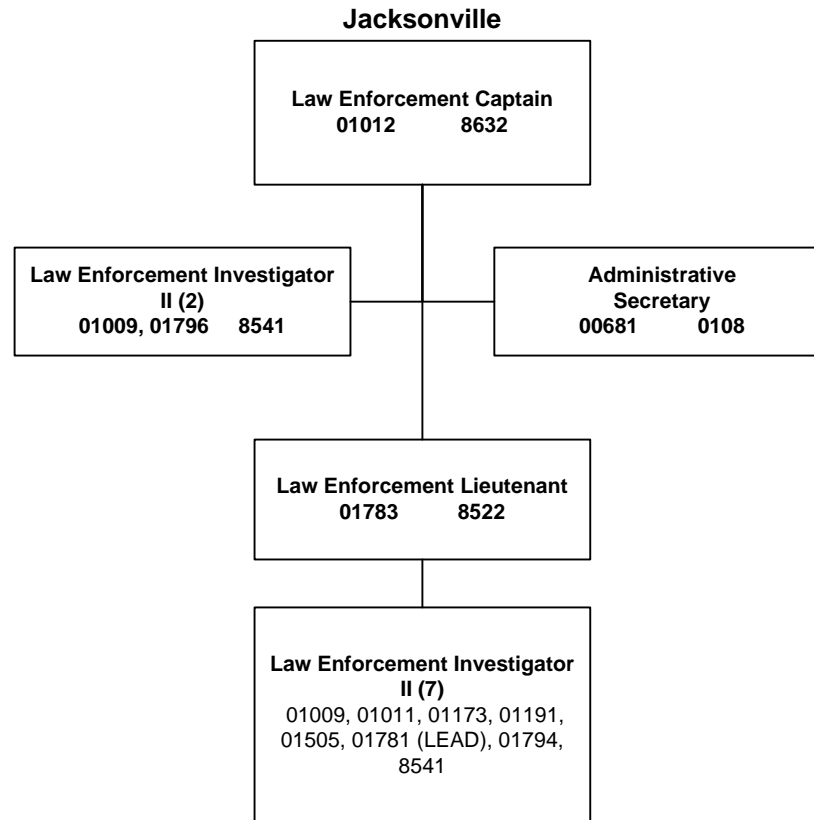 Jacksonville
Law Enforcement Captain
01012 8632
Law Enforcement Investigator
II (2)
01009, 01796 8541
Administrative
Secretary
00681 0108
Law Enforcement Lieutenant
01783 8522
Law Enforcement Investigator
II (7)
01009, 01011, 01173, 01191,
01505, 01781 (LEAD), 01794,
8541